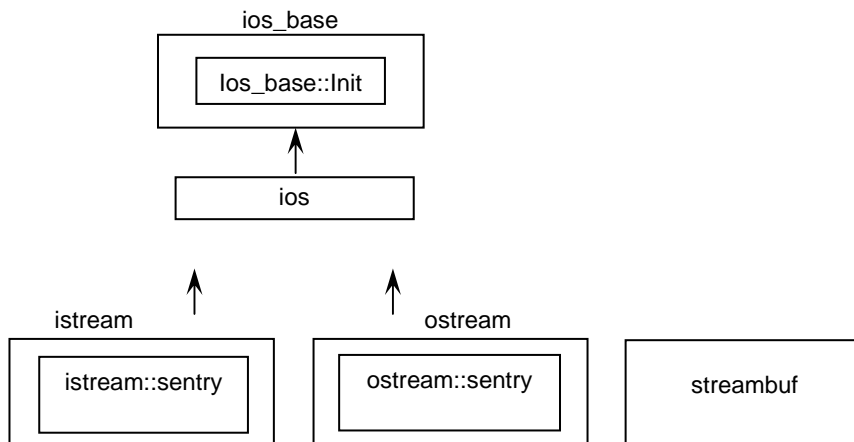 ios_base
Ios_base::Init
ios
istream
ostream
istream::sentry
ostream::sentry
streambuf